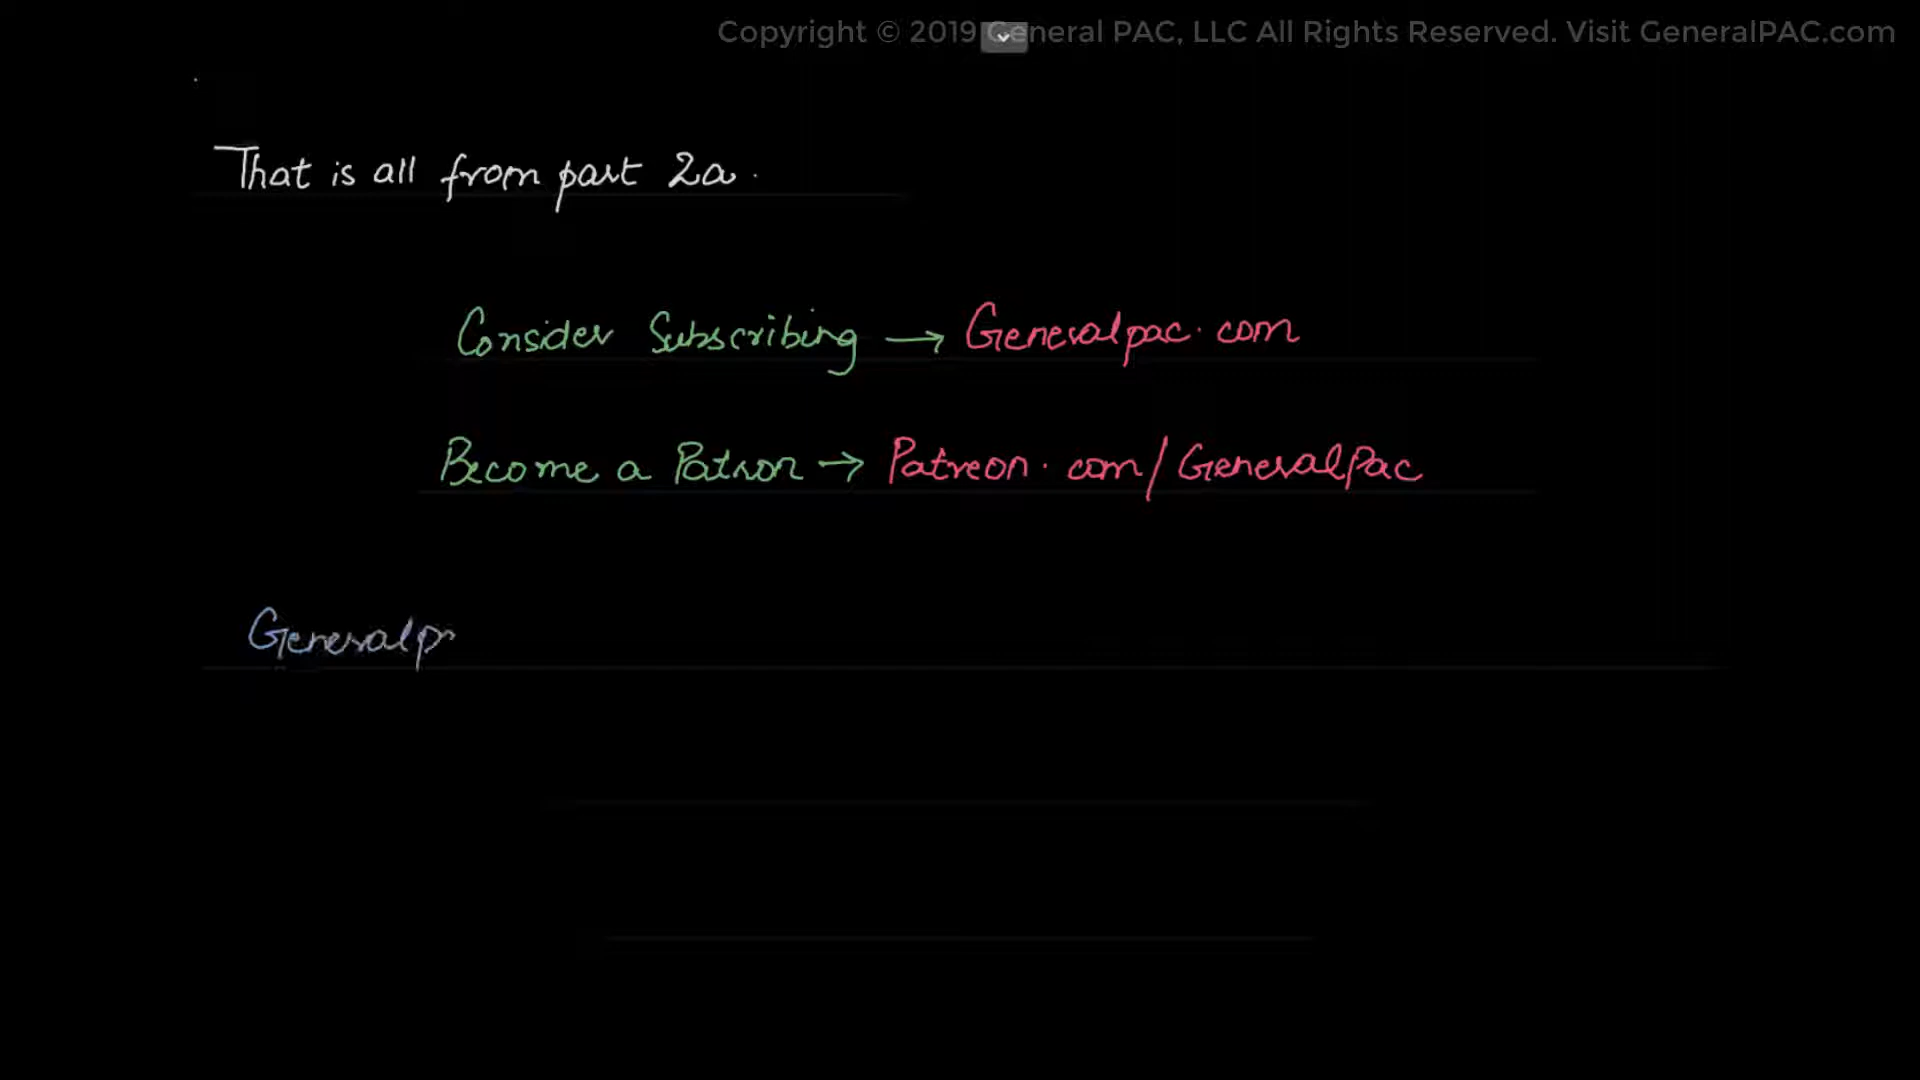 Copyright © 2019 General PAC, LLC All Rights Reserved. Visit GeneralPAC.com
That is all from part 2a.
Consider Subscribing → Generalpac.com
Become a Patron → Patreon.com/GeneralPac